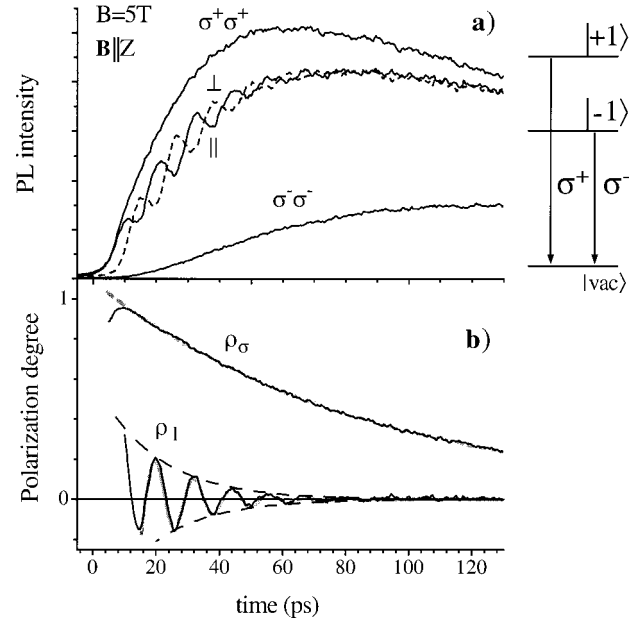 B=5T
B||Z
σ⁺σ⁺
a)
⊥
||
σ⁻σ⁻
PL intensity
|+1⟩
|-1⟩
σ⁺
σ⁻
|vac⟩
1
b)
ρσ
ρl
0
Polarization degree
0 20 40 60 80 100 120
time (ps)